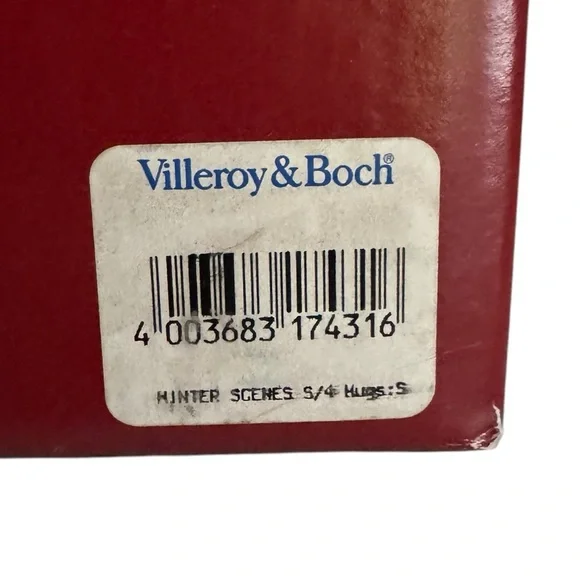 Villeroy & Boch®
4 003683 174316
WINTER SCENES S/4 Mugs:S